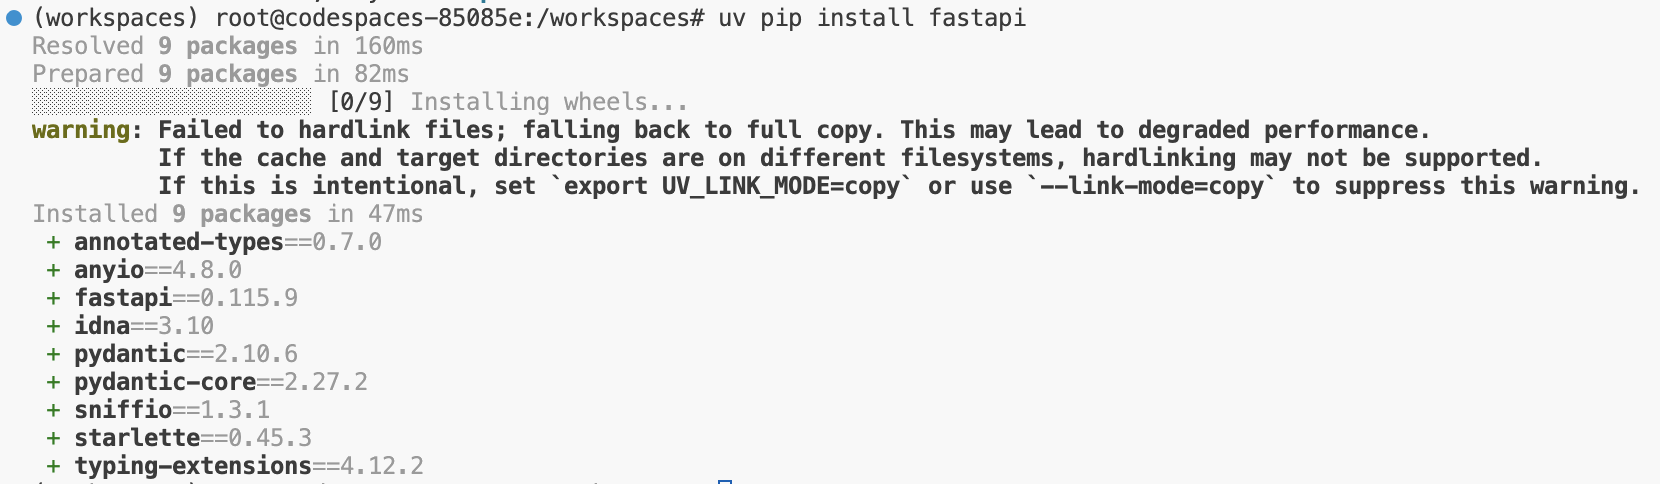 (workspaces) root@codespaces-85085e:/workspaces# uv pip install fastapi
Resolved 9 packages in 160ms
Prepared 9 packages in 82ms
░░░░░░░░░░░░░░░░░░░░ [0/9] Installing wheels...
warning: Failed to hardlink files; falling back to full copy. This may lead to degraded performance.
If the cache and target directories are on different filesystems, hardlinking may not be supported.
If this is intentional, set `export UV_LINK_MODE=copy` or use `--link-mode=copy` to suppress this warning.
Installed 9 packages in 47ms
+ annotated-types==0.7.0
+ anyio==4.8.0
+ fastapi==0.115.9
+ idna==3.10
+ pydantic==2.10.6
+ pydantic-core==2.27.2
+ sniffio==1.3.1
+ starlette==0.45.3
+ typing-extensions==4.12.2